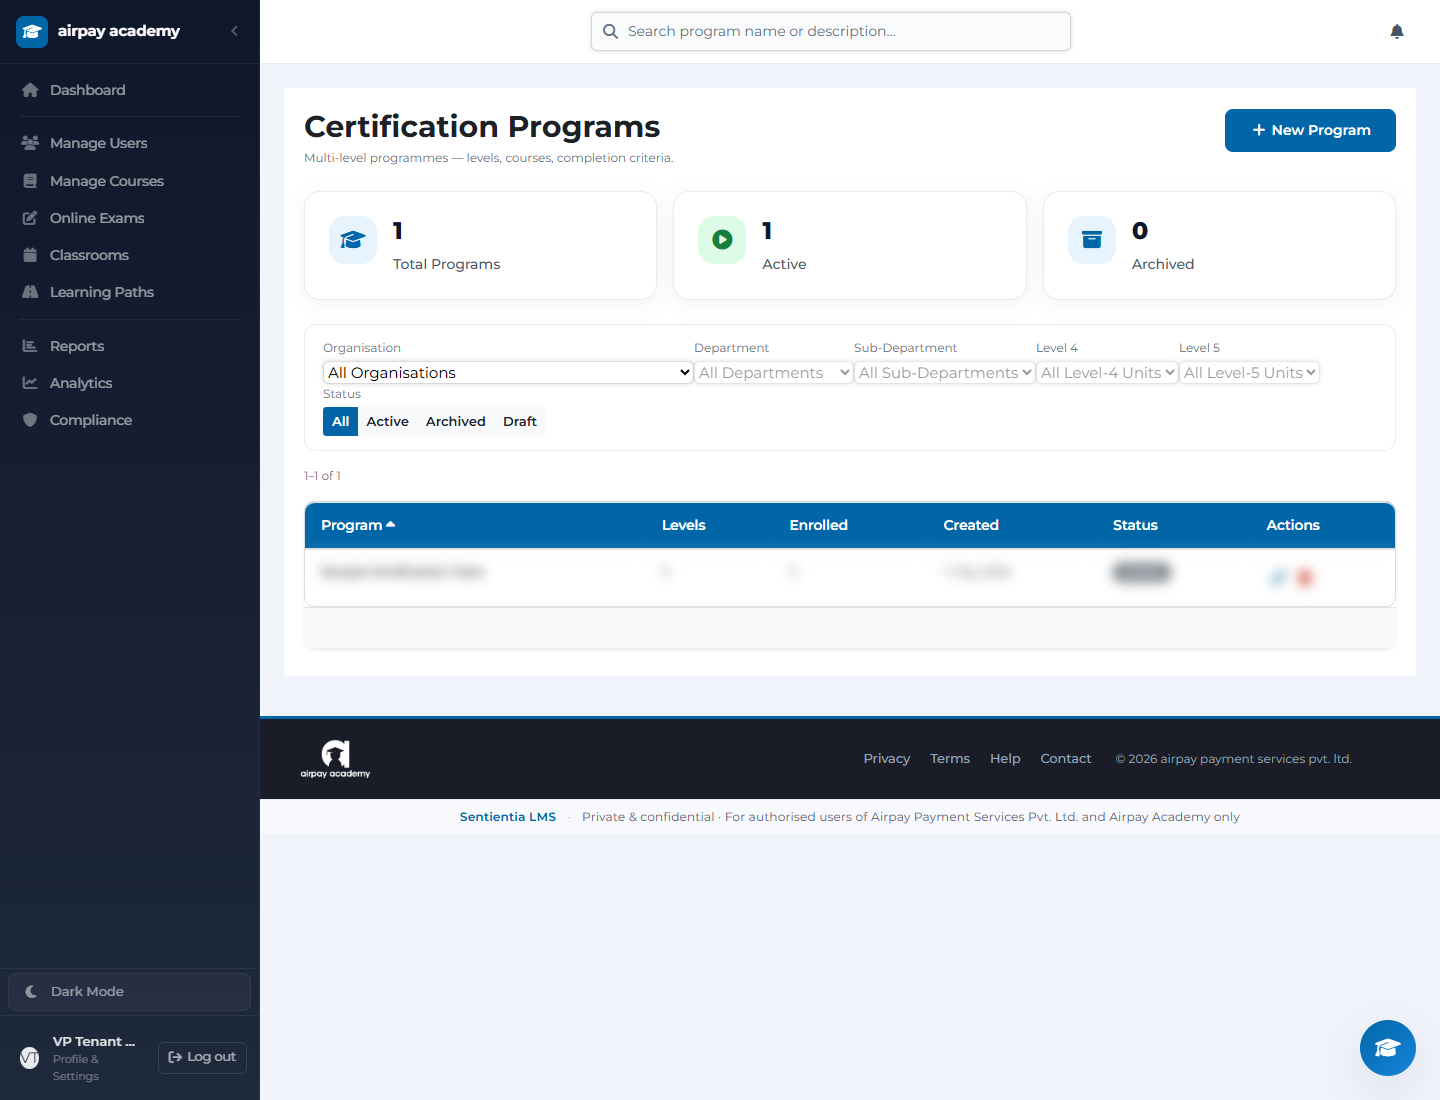 airpay academy
Search program name or description...
Dashboard
Manage Users
Manage Courses
Online Exams
Classrooms
Learning Paths
Reports
Analytics
Compliance
Dark Mode
VT
VP Tenant ...
Profile &
Settings
Log out
Certification Programs
Multi-level programmes — levels, courses, completion criteria.
New Program
1
Total Programs
1
Active
0
Archived
Organisation Department Sub-Department Level 4 Level 5
All Organisations All Departments All Sub-Departments All Level-4 Units All Level-5 Units
Status
All Active Archived Draft
1–1 of 1
Program Levels Enrolled Created Status Actions
airpay academy
Privacy Terms Help Contact © 2026 airpay payment services pvt. ltd.
Sentientia LMS · Private & confidential · For authorised users of Airpay Payment Services Pvt. Ltd. and Airpay Academy only